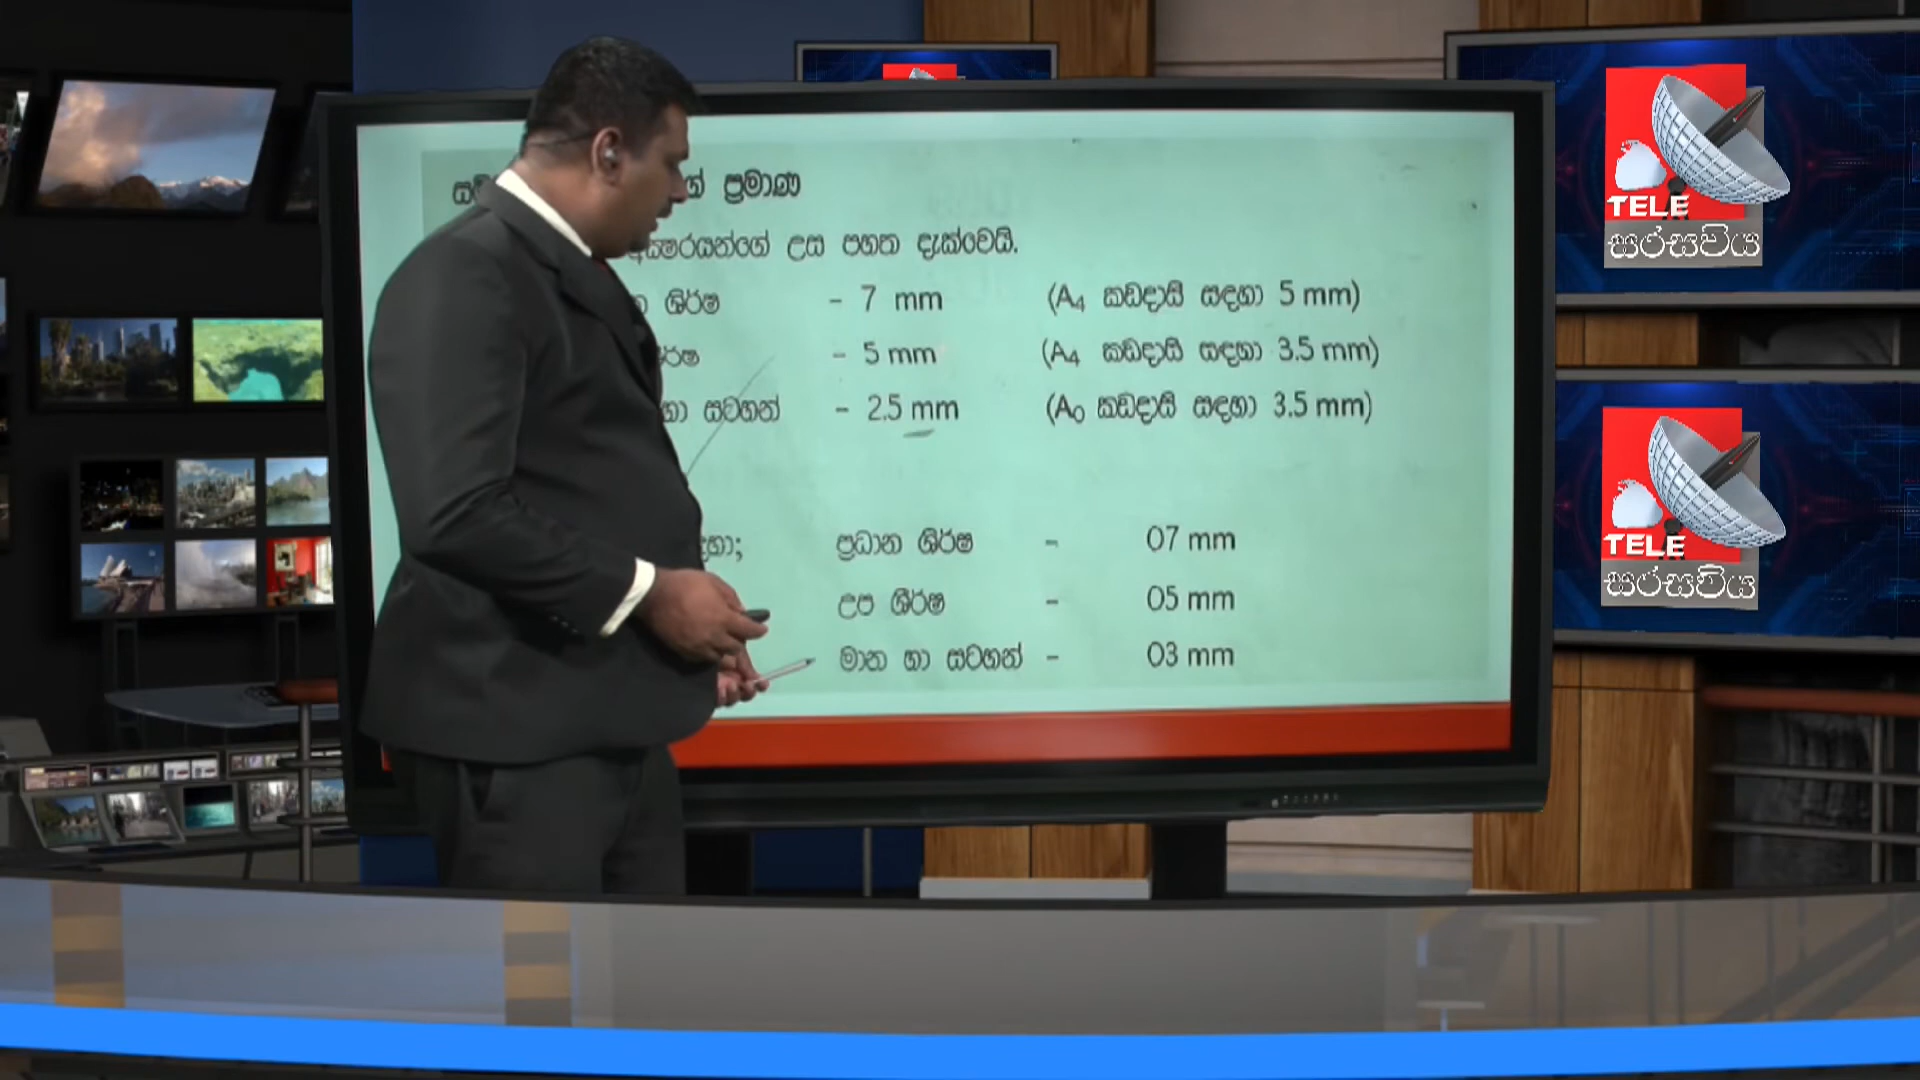 ප්‍රමාණ
අක්ෂරයන්ගේ උස පහත දැක්වෙයි.
ශිර්ෂ - 7 mm (A4 කඩදාසි සඳහා 5 mm)
- 5 mm (A4 කඩදාසි සඳහා 3.5 mm)
සටහන් - 2.5 mm (A0 කඩදාසි සඳහා 3.5 mm)
ප්‍රධාන ශිර්ෂ - 07 mm
උප ශීර්ෂ - 05 mm
මාන හා සටහන් - 03 mm
TELE
සරසවිය
TELE
සරසවිය